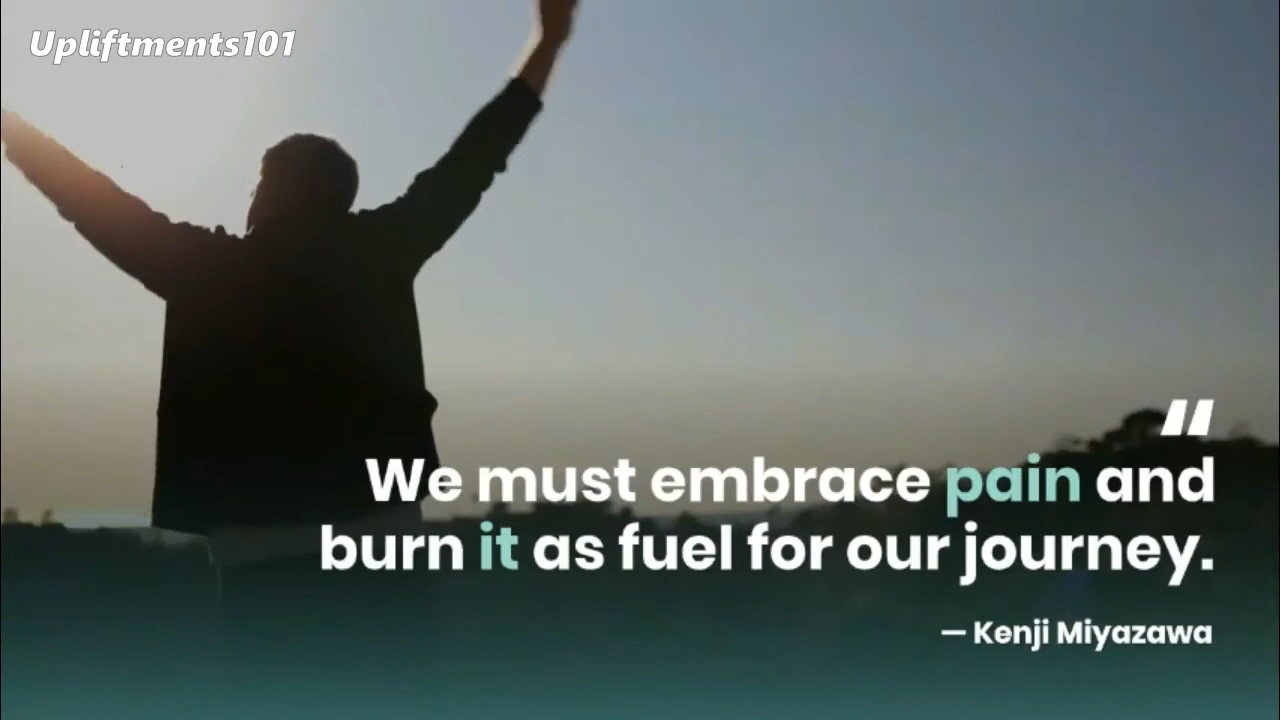 Upliftments101
“
We must embrace pain and
burn it as fuel for our journey.
— Kenji Miyazawa